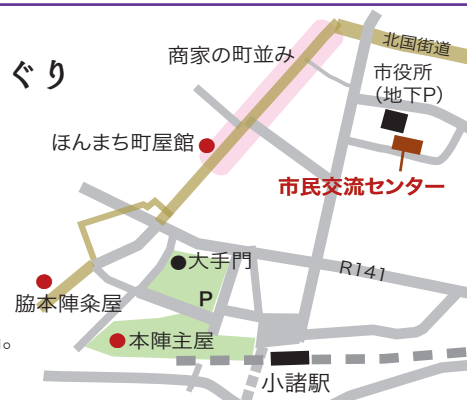 ぐり
北国街道
商家の町並み
市役所
(地下P)
ほんまち町屋館
市民交流センター
大手門
R141
P
脇本陣粂屋
本陣主屋
。
小諸駅